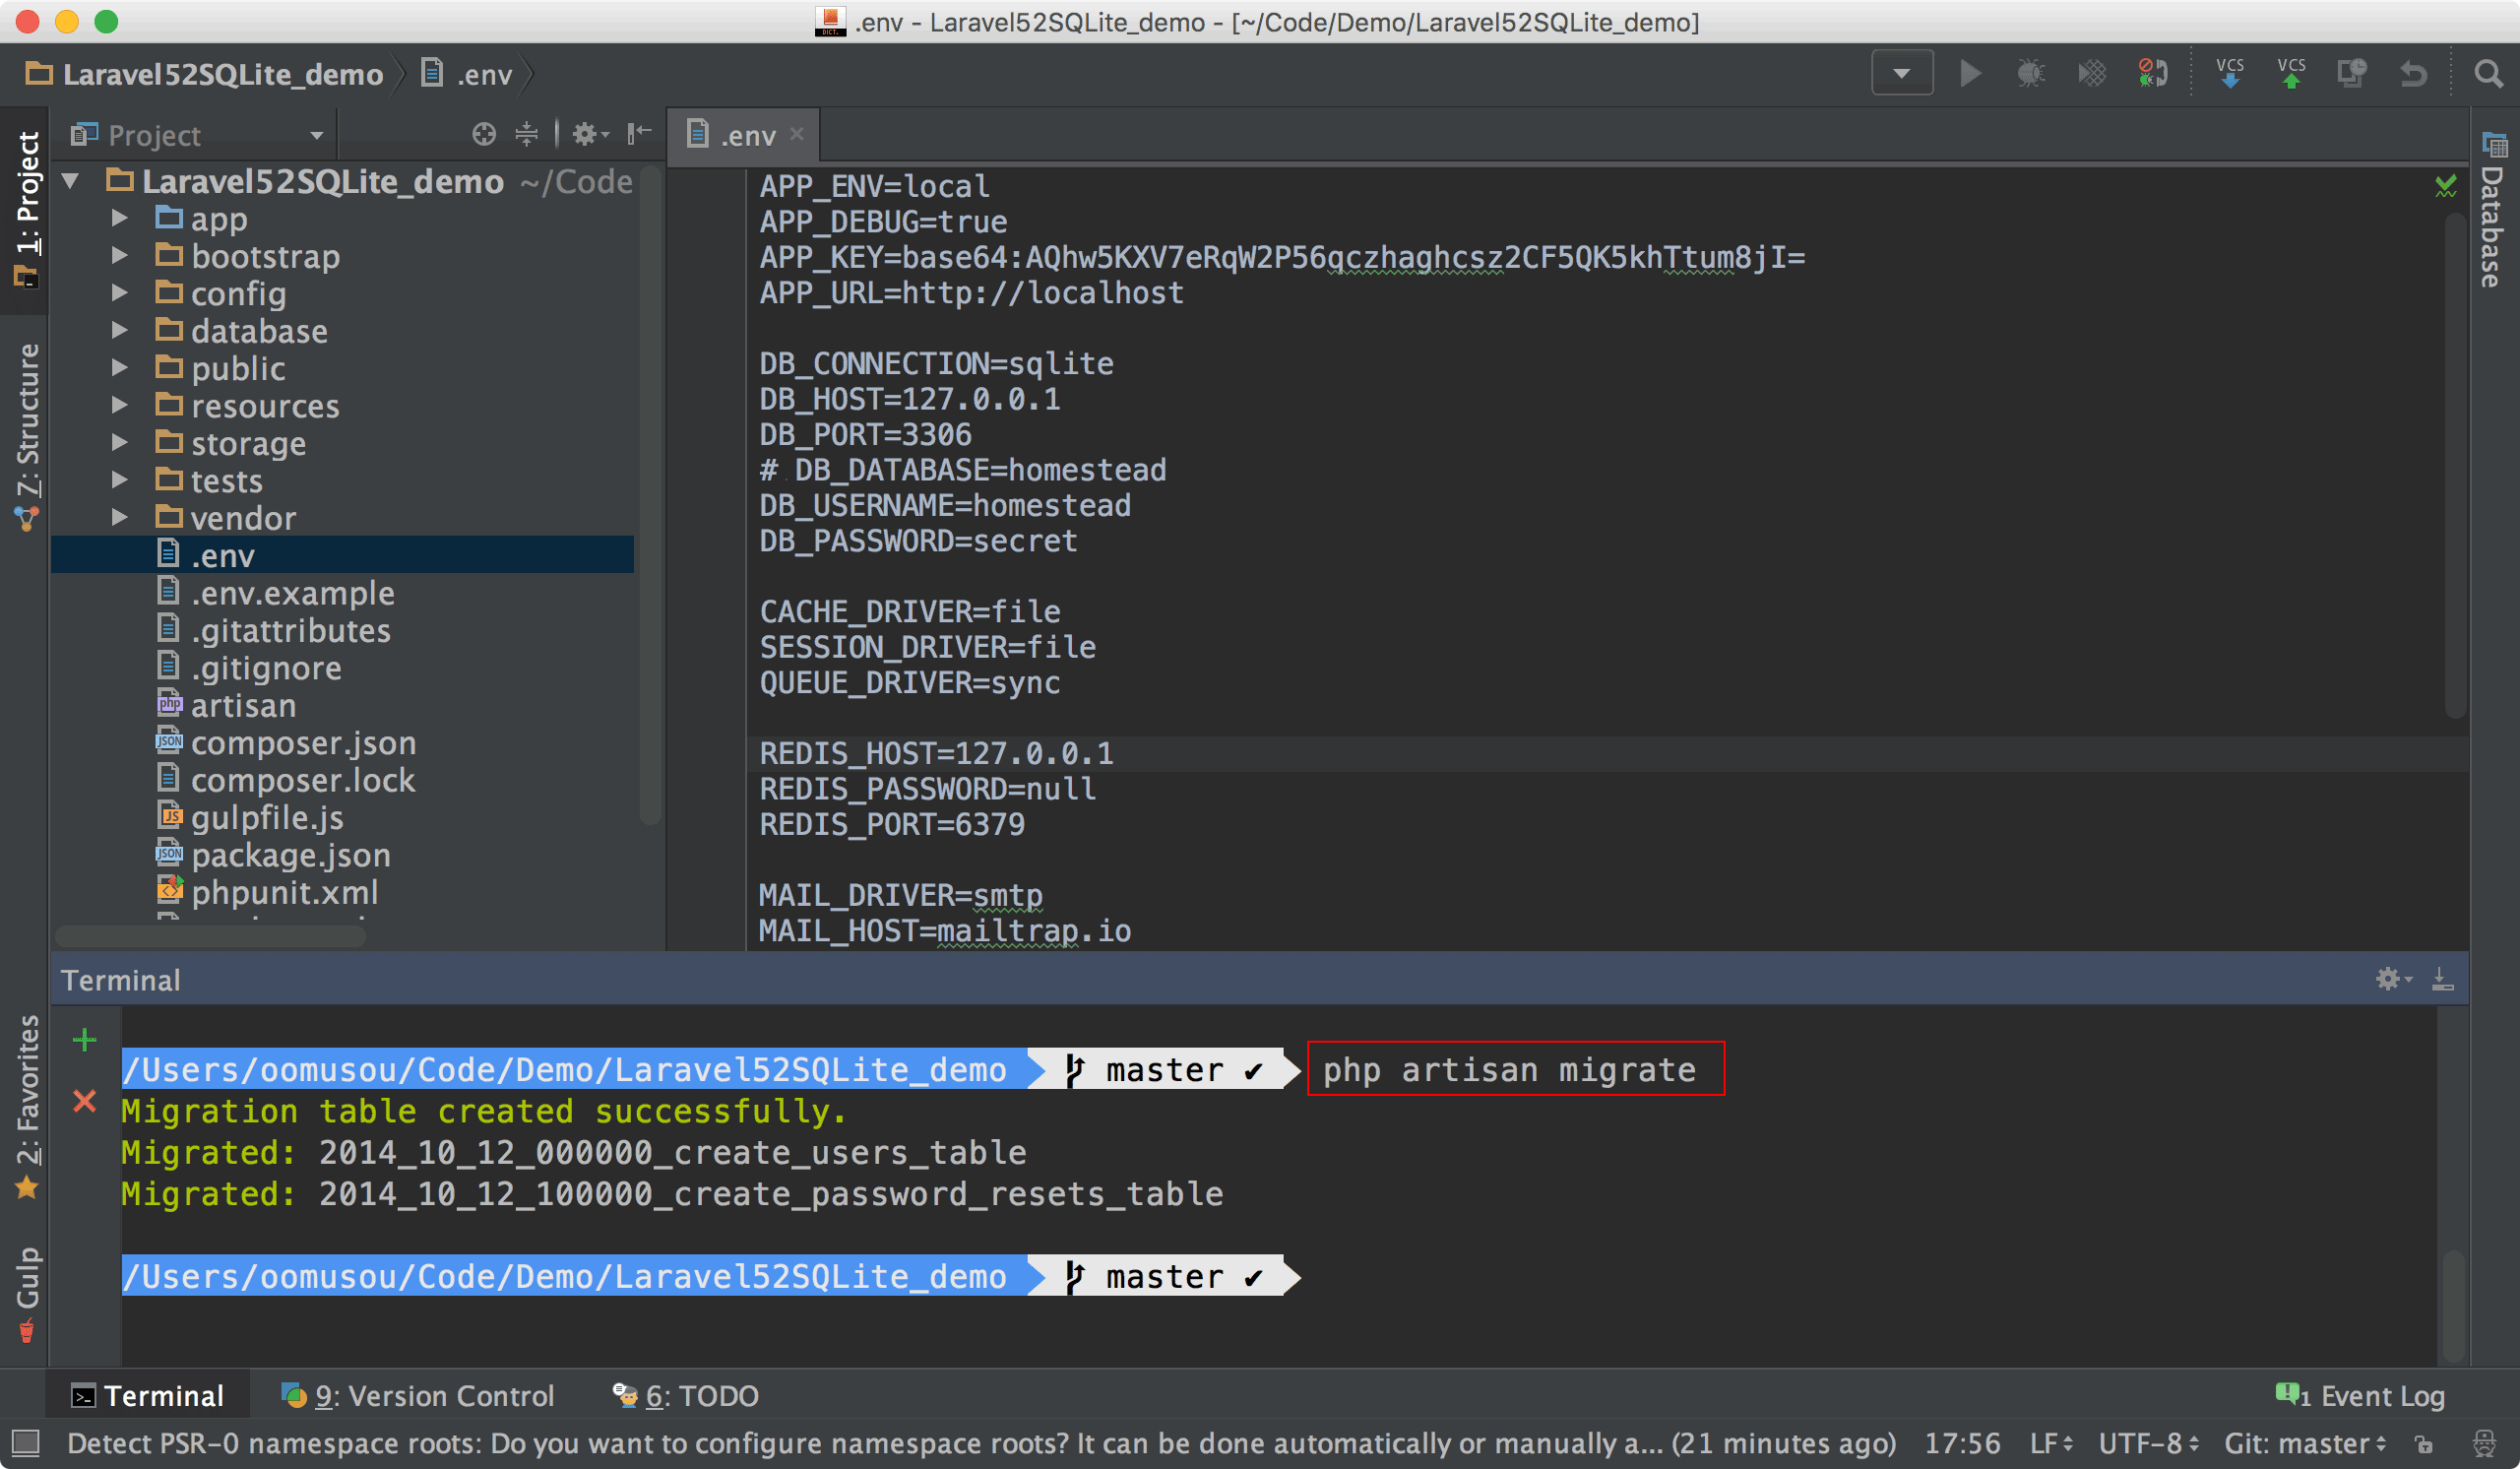 .env - Laravel52SQLite_demo - [~/Code/Demo/Laravel52SQLite_demo]
Laravel52SQLite_demo .env
VCS VCS
1: Project
7: Structure
2: Favorites
Gulp
Project
Laravel52SQLite_demo ~/Code
app
bootstrap
config
database
public
resources
storage
tests
vendor
.env
.env.example
.gitattributes
.gitignore
artisan
composer.json
composer.lock
gulpfile.js
package.json
phpunit.xml
.env
APP_ENV=local
APP_DEBUG=true
APP_KEY=base64:AQhw5KXV7eRqW2P56qczhaghcsz2CF5QK5khTtum8jI=
APP_URL=http://localhost
DB_CONNECTION=sqlite
DB_HOST=127.0.0.1
DB_PORT=3306
# DB_DATABASE=homestead
DB_USERNAME=homestead
DB_PASSWORD=secret
CACHE_DRIVER=file
SESSION_DRIVER=file
QUEUE_DRIVER=sync
REDIS_HOST=127.0.0.1
REDIS_PASSWORD=null
REDIS_PORT=6379
MAIL_DRIVER=smtp
MAIL_HOST=mailtrap.io
Database
Terminal
/Users/oomusou/Code/Demo/Laravel52SQLite_demo master ✔ php artisan migrate
Migration table created successfully.
Migrated: 2014_10_12_000000_create_users_table
Migrated: 2014_10_12_100000_create_password_resets_table
/Users/oomusou/Code/Demo/Laravel52SQLite_demo master ✔
Terminal 9: Version Control 6: TODO 1 Event Log
Detect PSR-0 namespace roots: Do you want to configure namespace roots? It can be done automatically or manually a... (21 minutes ago) 17:56 LF UTF-8 Git: master